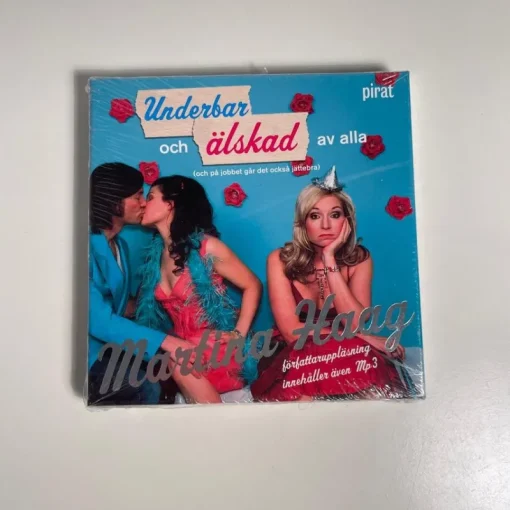 pirat
Underbar
och älskad av alla
(och på jobbet går det också jättebra)
Martina Haag
författaruppläsning
innehåller även Mp3